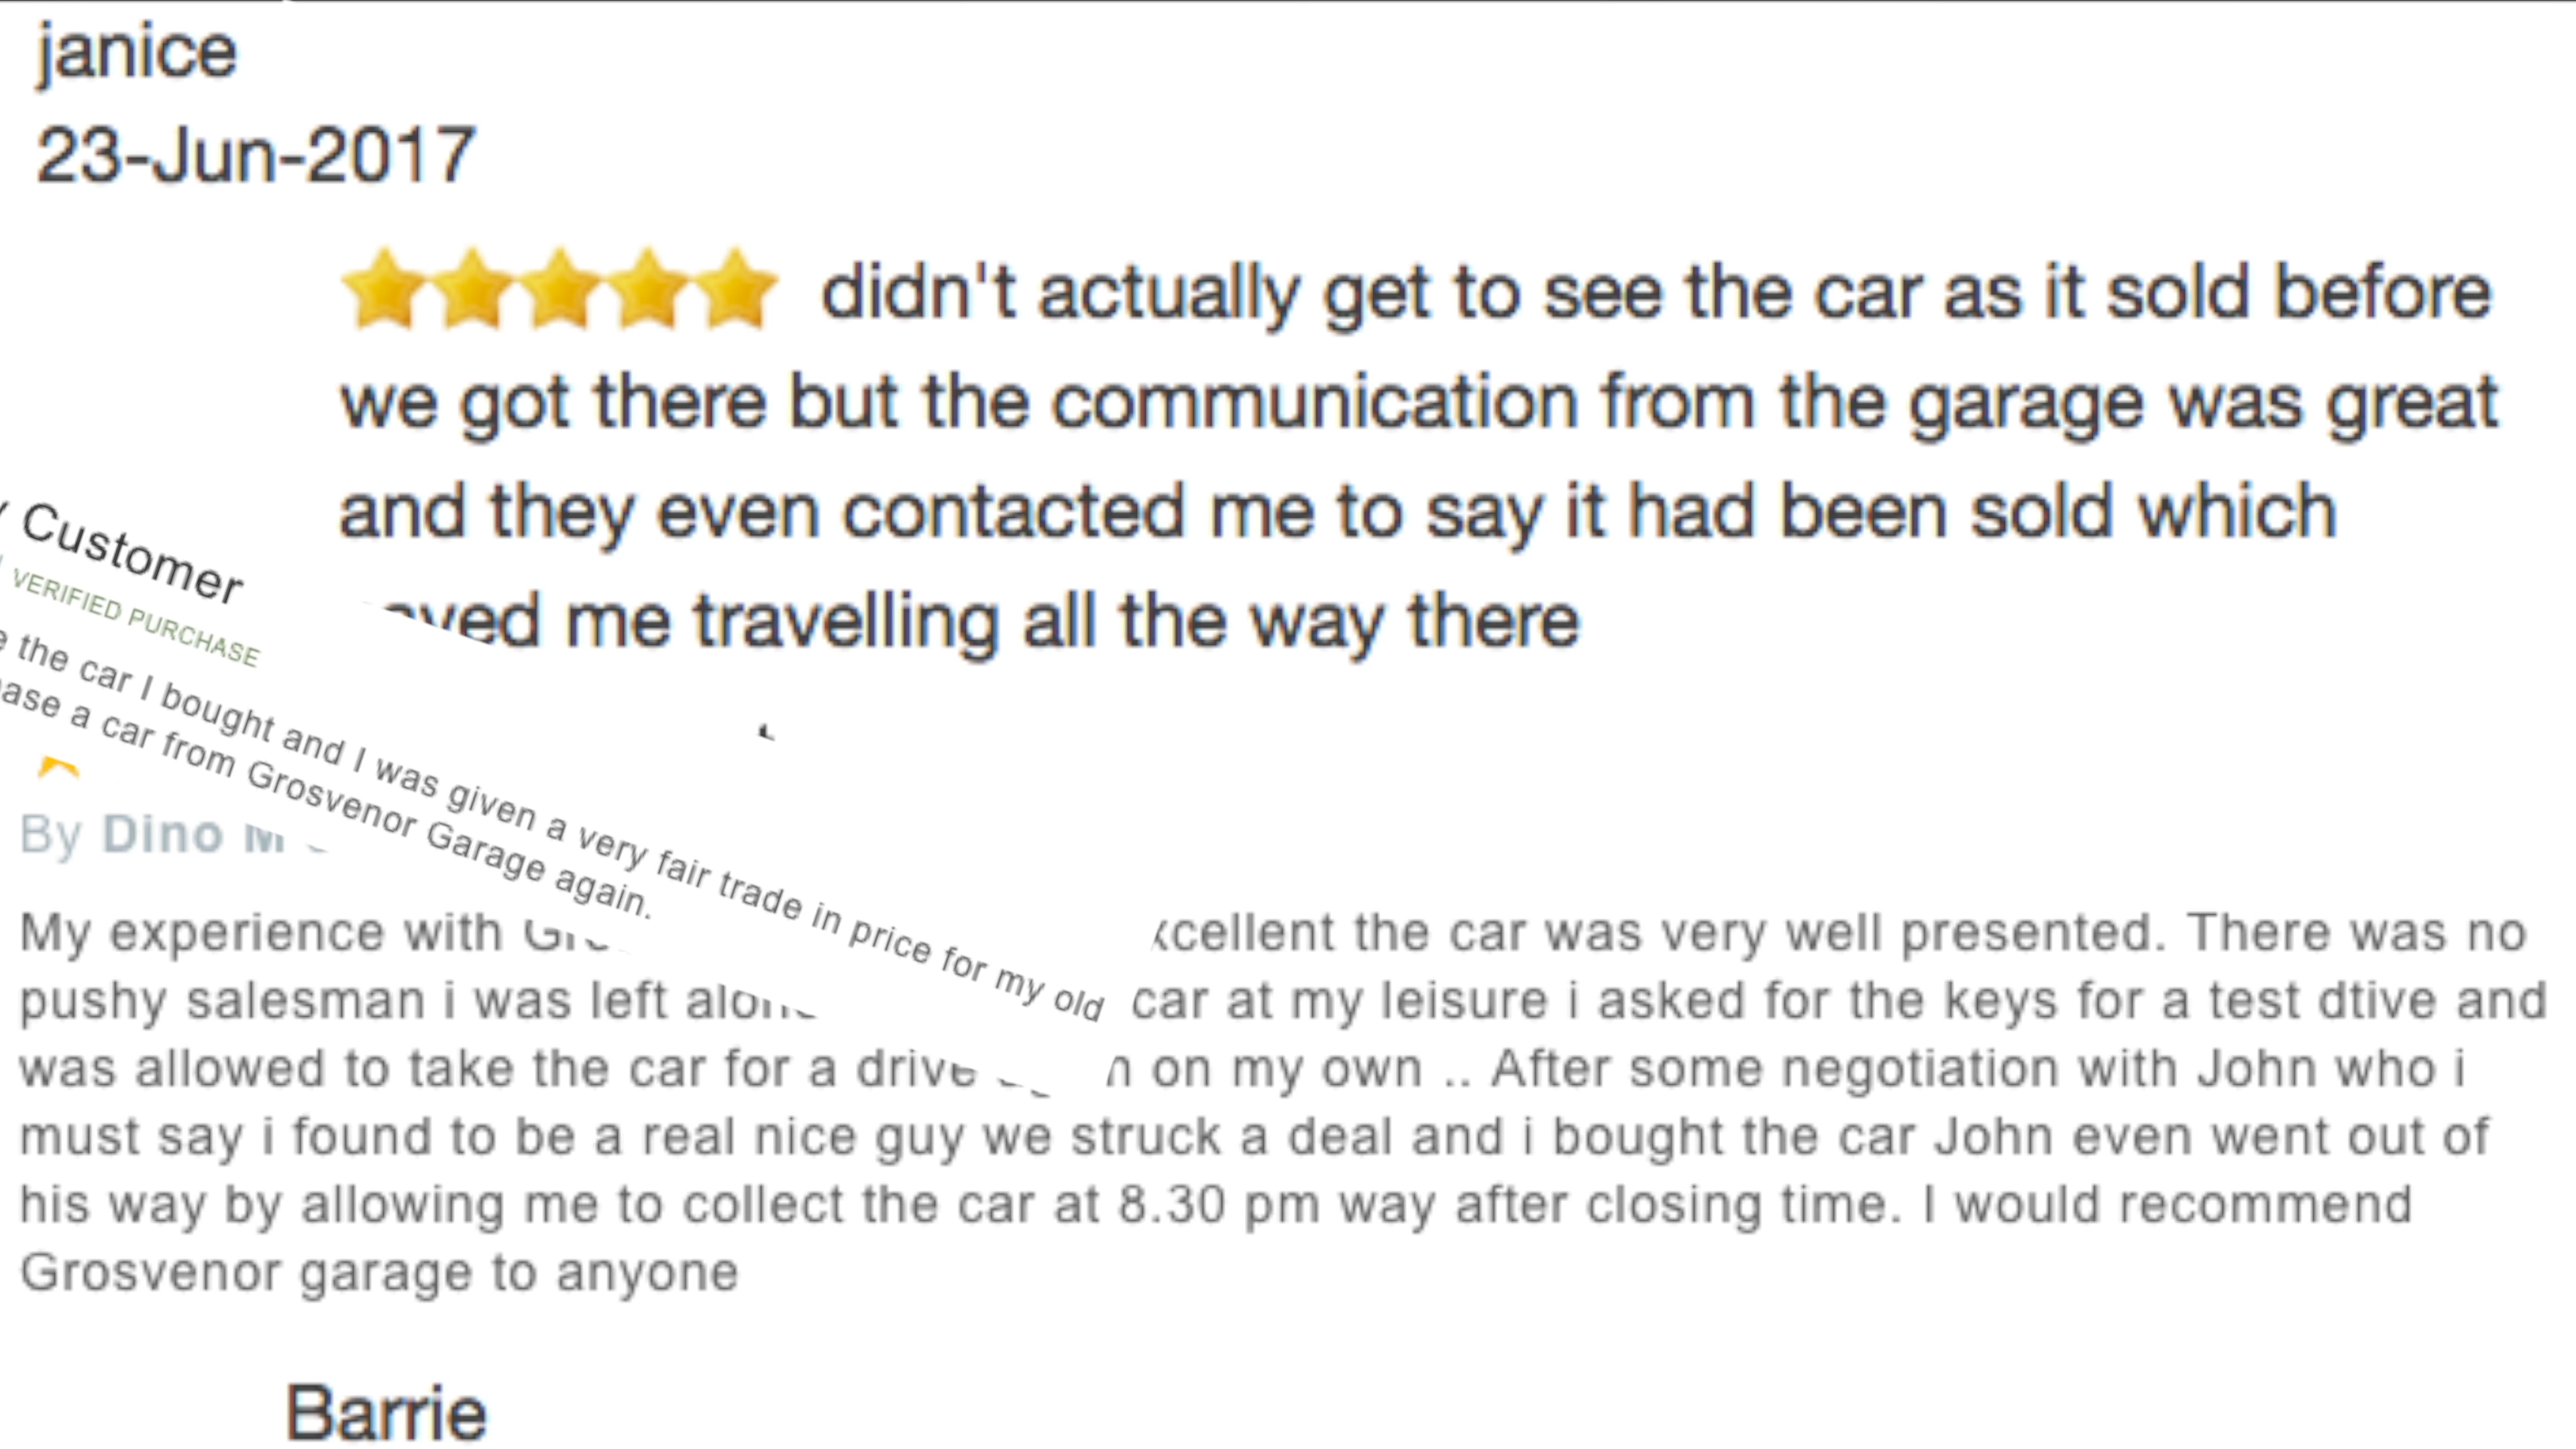 janice
23-Jun-2017
didn't actually get to see the car as it sold before
we got there but the communication from the garage was great
and they even contacted me to say it had been sold which
me travelling all the way there
Customer
VERIFIED PURCHASE
the car I bought and I was given a very fair trade in price for my old
a car from Grosvenor Garage again.
By Dino
My experience with the car was very well presented. There was no
pushy salesman i was left car at my leisure i asked for the keys for a test dtive and
was allowed to take the car for a drive on my own .. After some negotiation with John who i
must say i found to be a real nice guy we struck a deal and i bought the car John even went out of
his way by allowing me to collect the car at 8.30 pm way after closing time. I would recommend
Grosvenor garage to anyone
Barrie